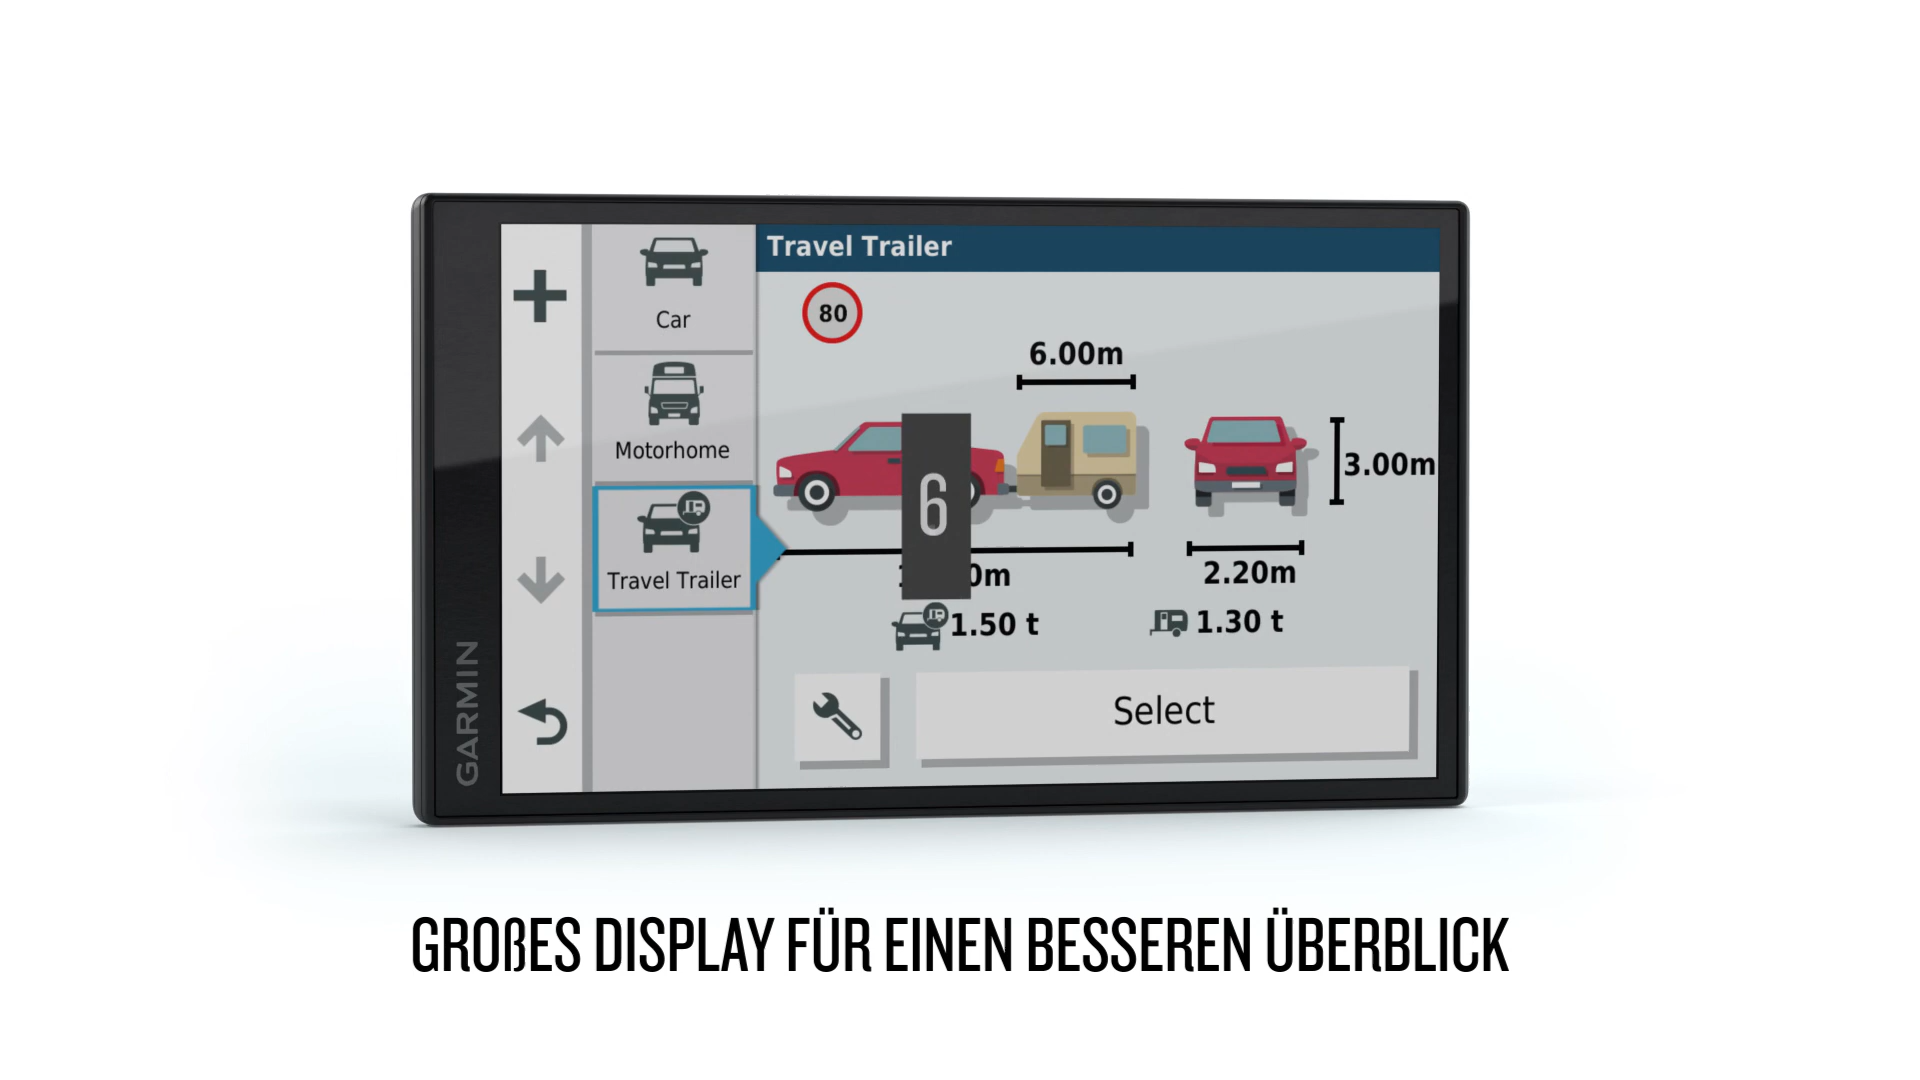 Travel Trailer
80
Car
6.00m
Motorhome
3.00m
6
Travel Trailer
2.20m
1.50 t
1.30 t
Select
GARMIN
GROßES DISPLAY FÜR EINEN BESSEREN ÜBERBLICK